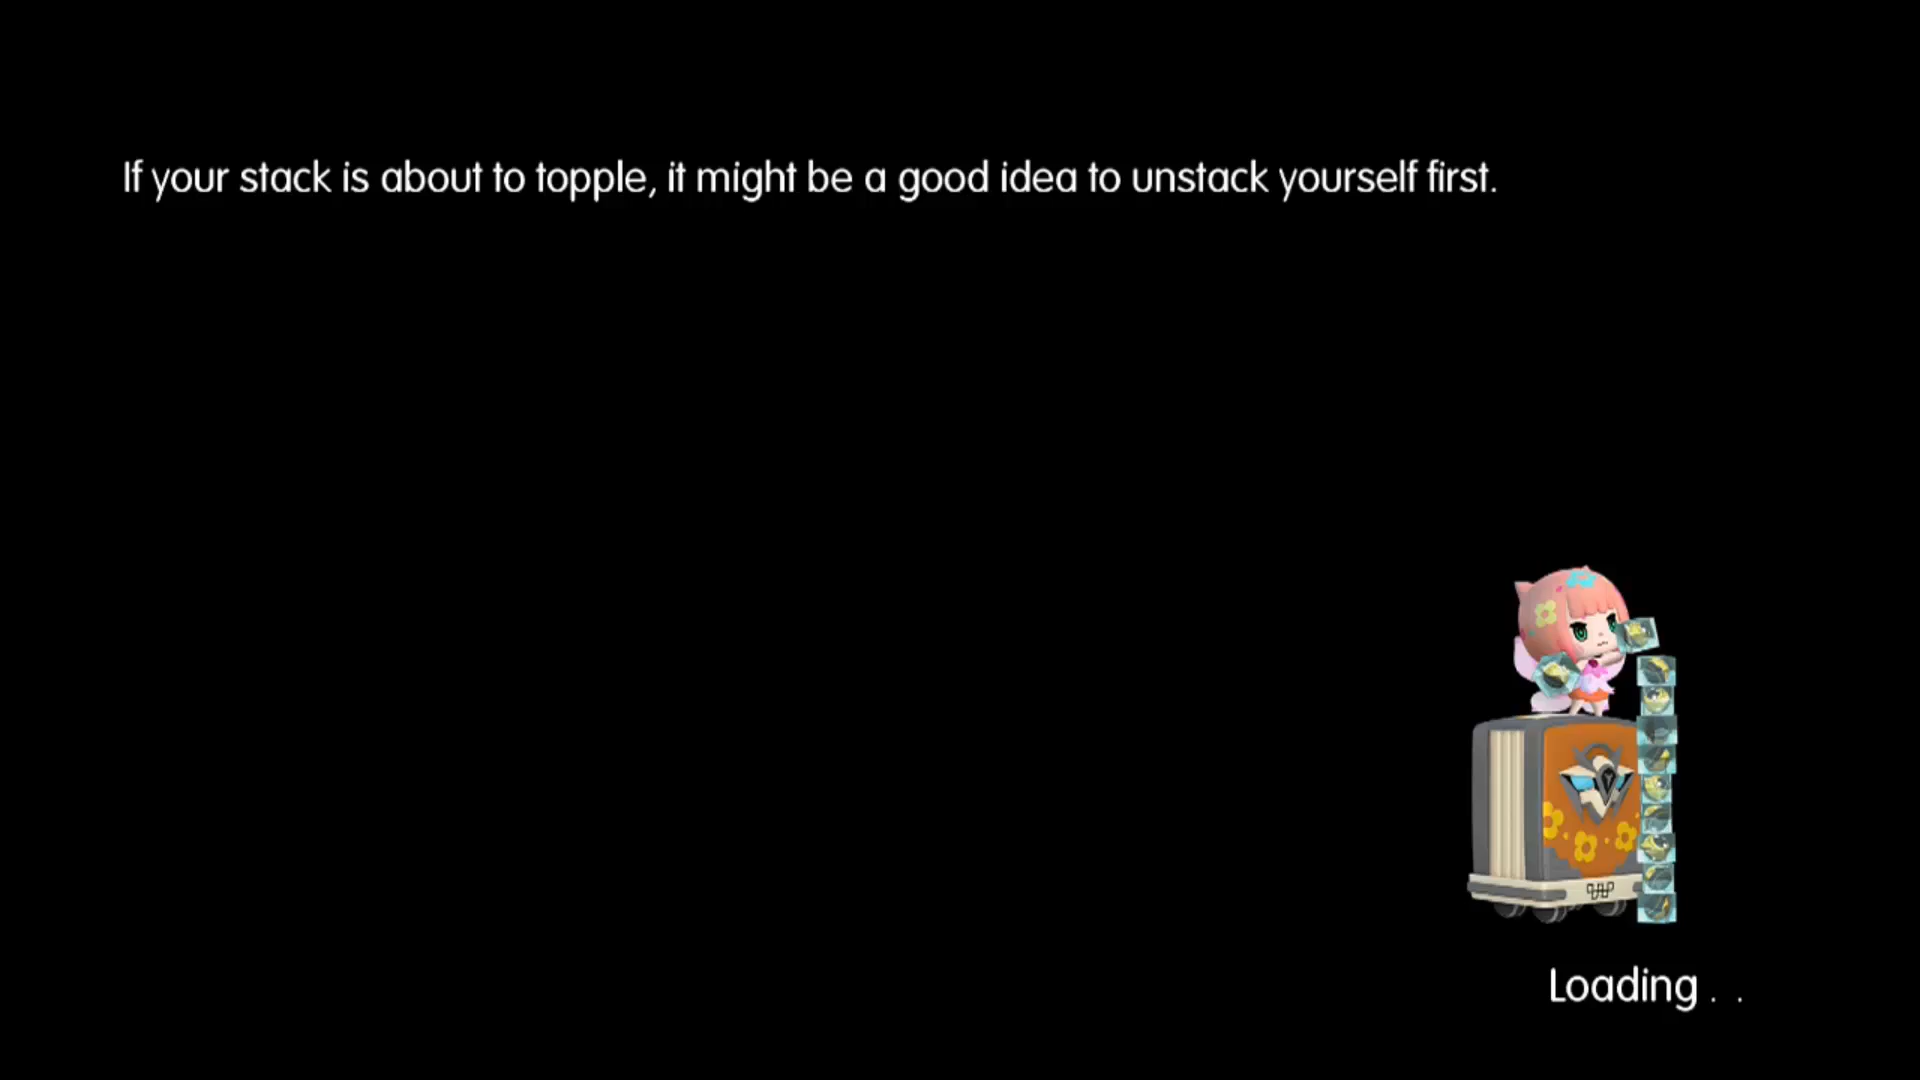 If your stack is about to topple, it might be a good idea to unstack yourself first.
Loading . .